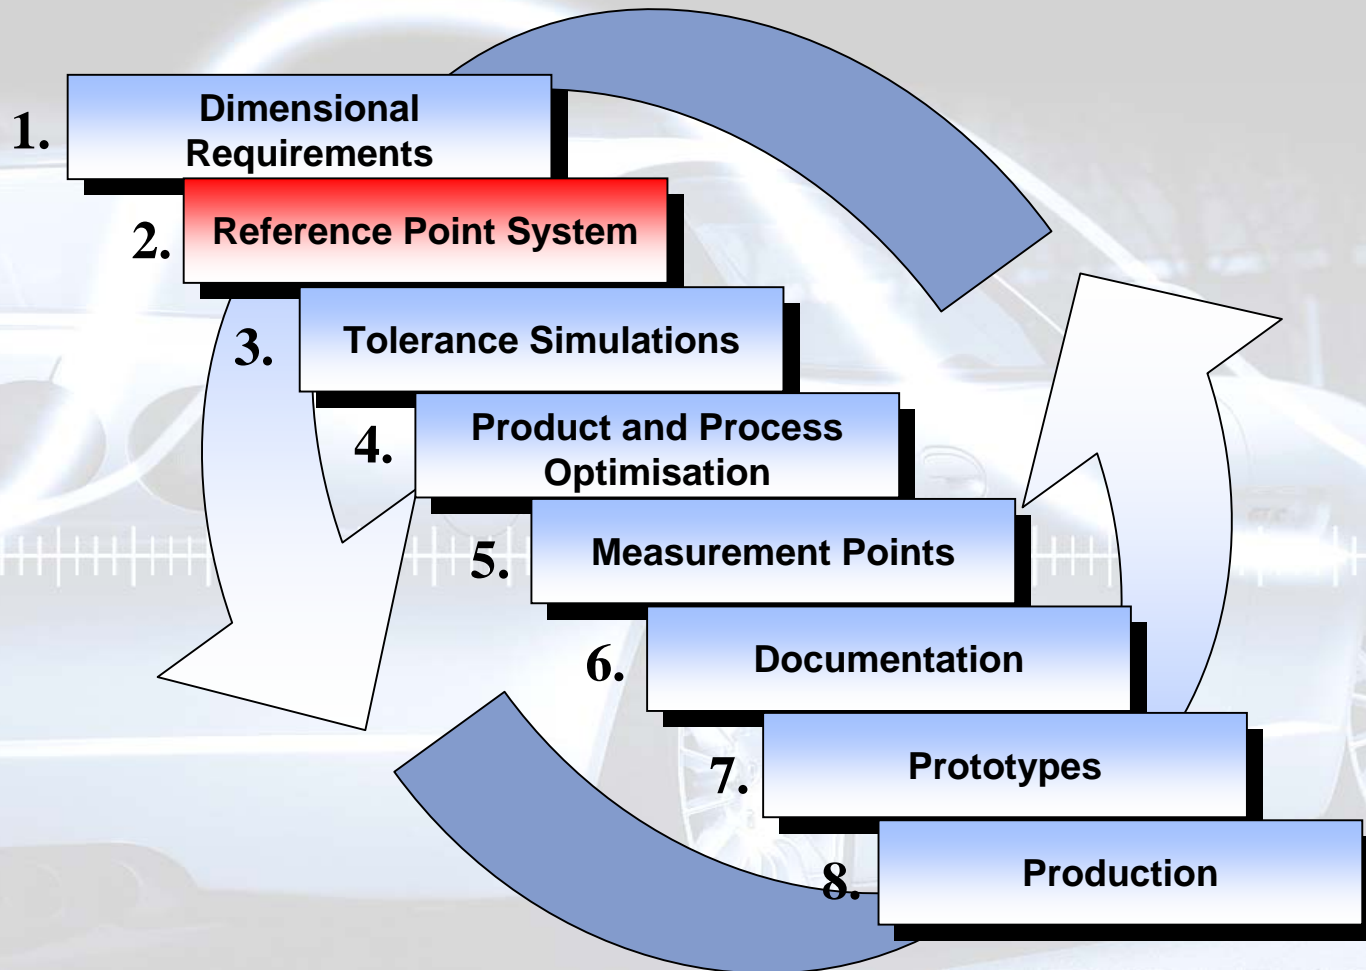 1. Dimensional
Requirements
2. Reference Point System
3. Tolerance Simulations
4. Product and Process
Optimisation
5. Measurement Points
6. Documentation
7. Prototypes
8. Production